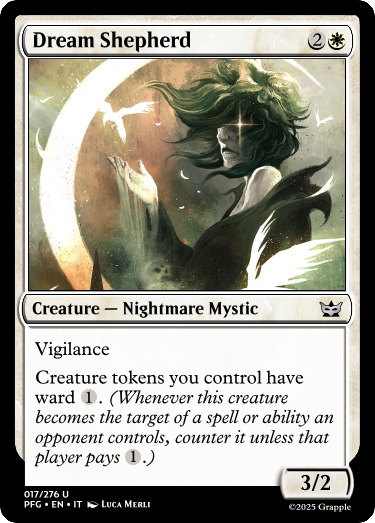 Dream Shepherd 2
Creature — Nightmare Mystic
Vigilance
Creature tokens you control have
ward 1. (Whenever this creature
becomes the target of a spell or ability an
opponent controls, counter it unless that
player pays 1.)
3/2
017/276 U
PFG • EN • IT Luca Merli
©2025 Grapple